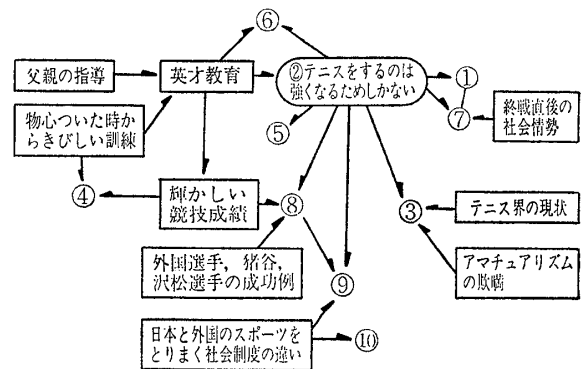 ⑥
父親の指導
英才教育
②テニスをするのは
強くなるためしかない
①
物心ついた時か
らきびしい訓練
⑤
⑦
終戦直後の
社会情勢
④
輝かしい
競技成績
⑧
③
テニス界の現状
外国選手,猪谷,
沢松選手の成功例
⑨
アマチュアリズム
の欺瞞
日本と外国のスポーツを
とりまく社会制度の違い
⑩